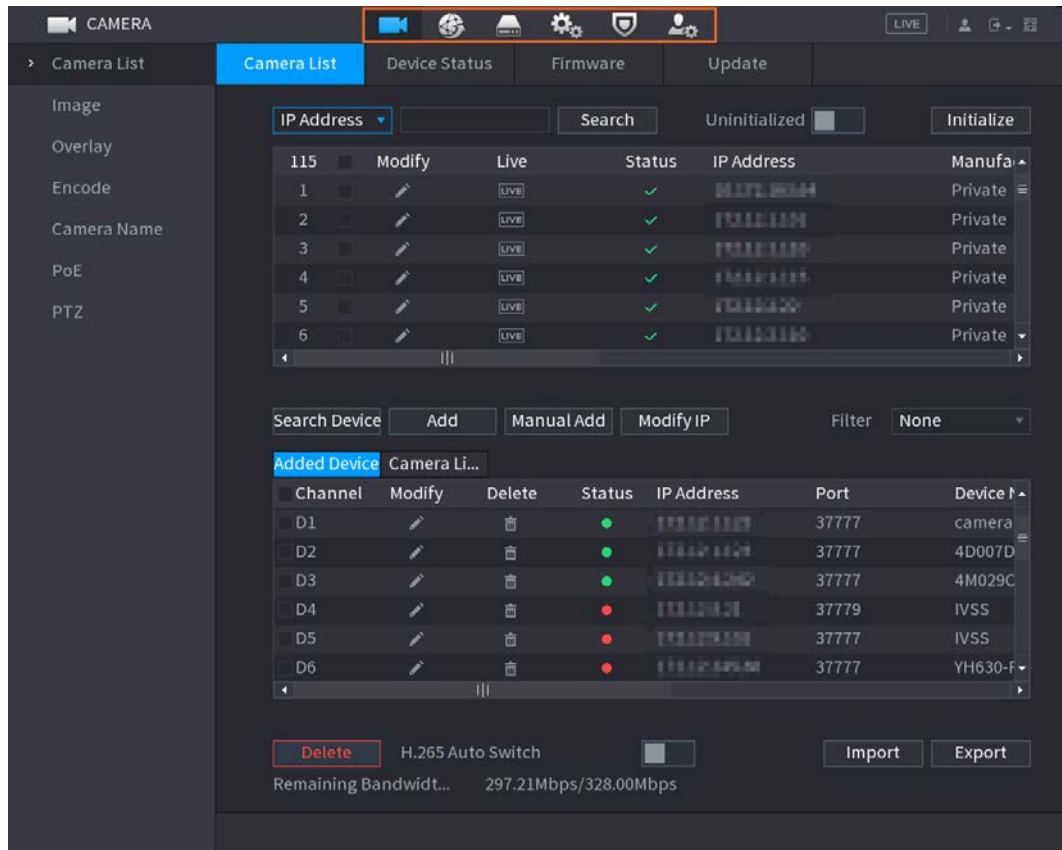 CAMERA LIVE
Camera List
Image
Overlay
Encode
Camera Name
PoE
PTZ
Camera List Device Status Firmware Update
IP Address Search Uninitialized Initialize
115 Modify Live Status IP Address Manufa
1 LIVE Private
2 LIVE Private
3 LIVE Private
4 LIVE Private
5 LIVE Private
6 LIVE Private
Search Device Add Manual Add Modify IP Filter None
Added Device Camera Li...
Channel Modify Delete Status IP Address Port Device
D1 37777 camera
D2 37777 4D007D
D3 37777 4M029C
D4 37779 IVSS
D5 37777 IVSS
D6 37777 YH630-F
Delete H.265 Auto Switch Import Export
Remaining Bandwidt... 297.21Mbps/328.00Mbps